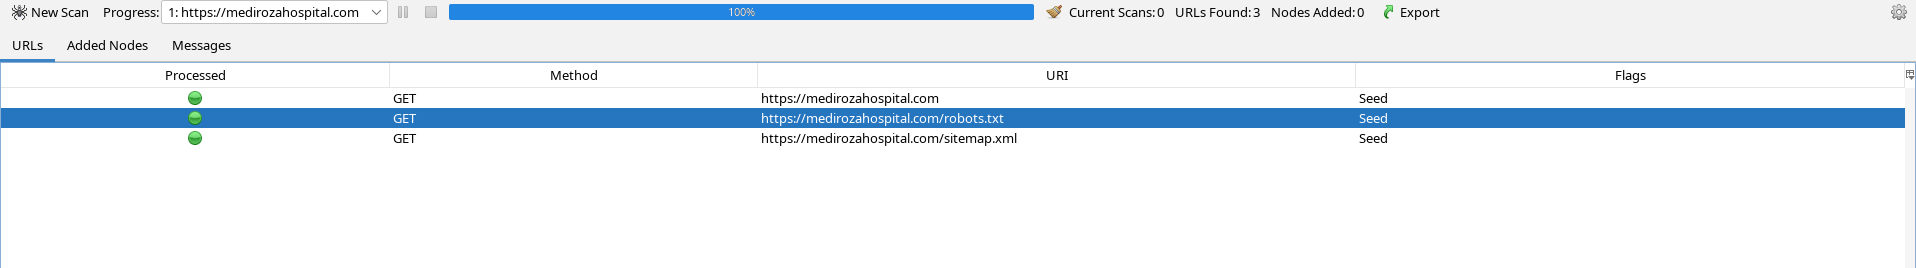 New Scan Progress: 1: https://medirozahospital.com 100% Current Scans: 0 URLs Found: 3 Nodes Added: 0 Export
URLs Added Nodes Messages
Processed Method URI Flags
GET https://medirozahospital.com Seed
GET https://medirozahospital.com/robots.txt Seed
GET https://medirozahospital.com/sitemap.xml Seed